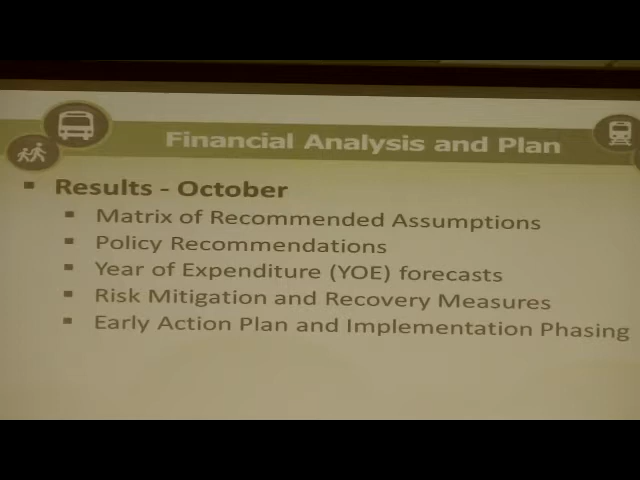 Financial Analysis and Plan
▪ Results - October
▪ Matrix of Recommended Assumptions
▪ Policy Recommendations
▪ Year of Expenditure (YOE) forecasts
▪ Risk Mitigation and Recovery Measures
▪ Early Action Plan and Implementation Phasing